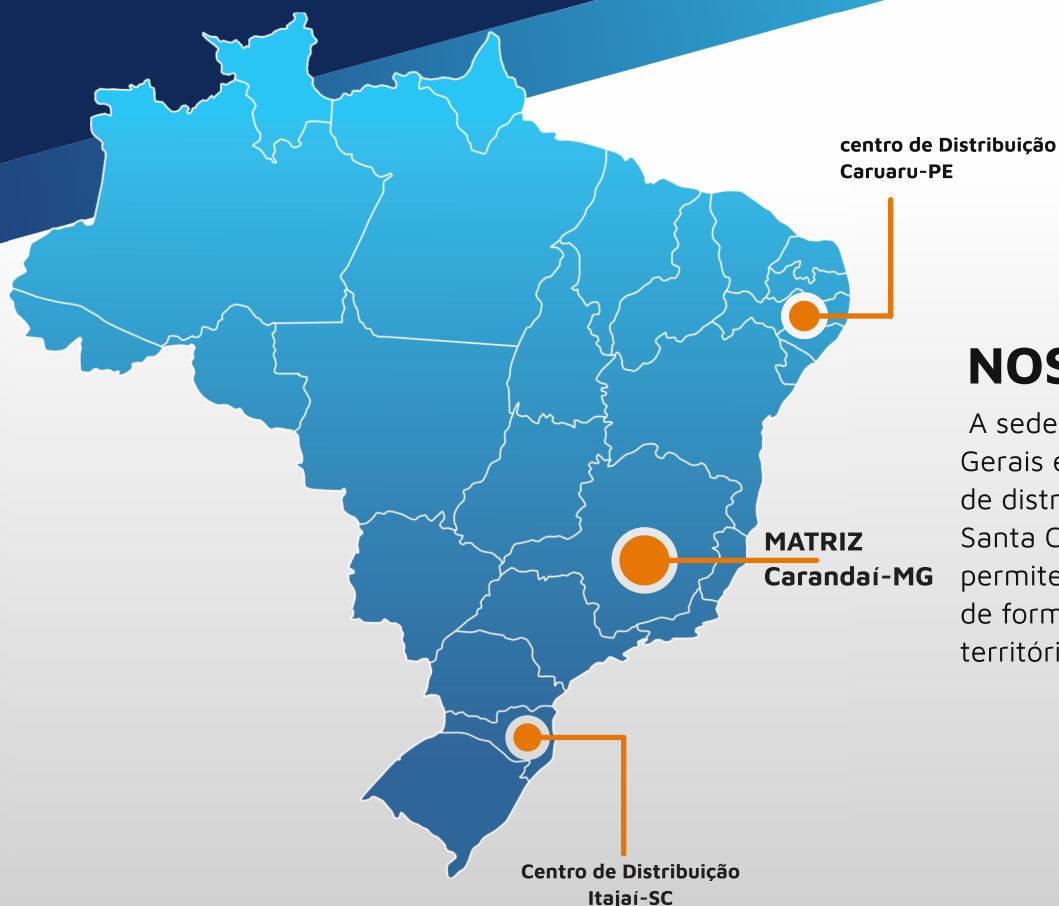 centro de Distribuição
Caruaru-PE
NOS
A sede
Gerais e
de distr
Santa C
permite
de form
territóri
MATRIZ
Carandaí-MG
Centro de Distribuição
Itajaí-SC